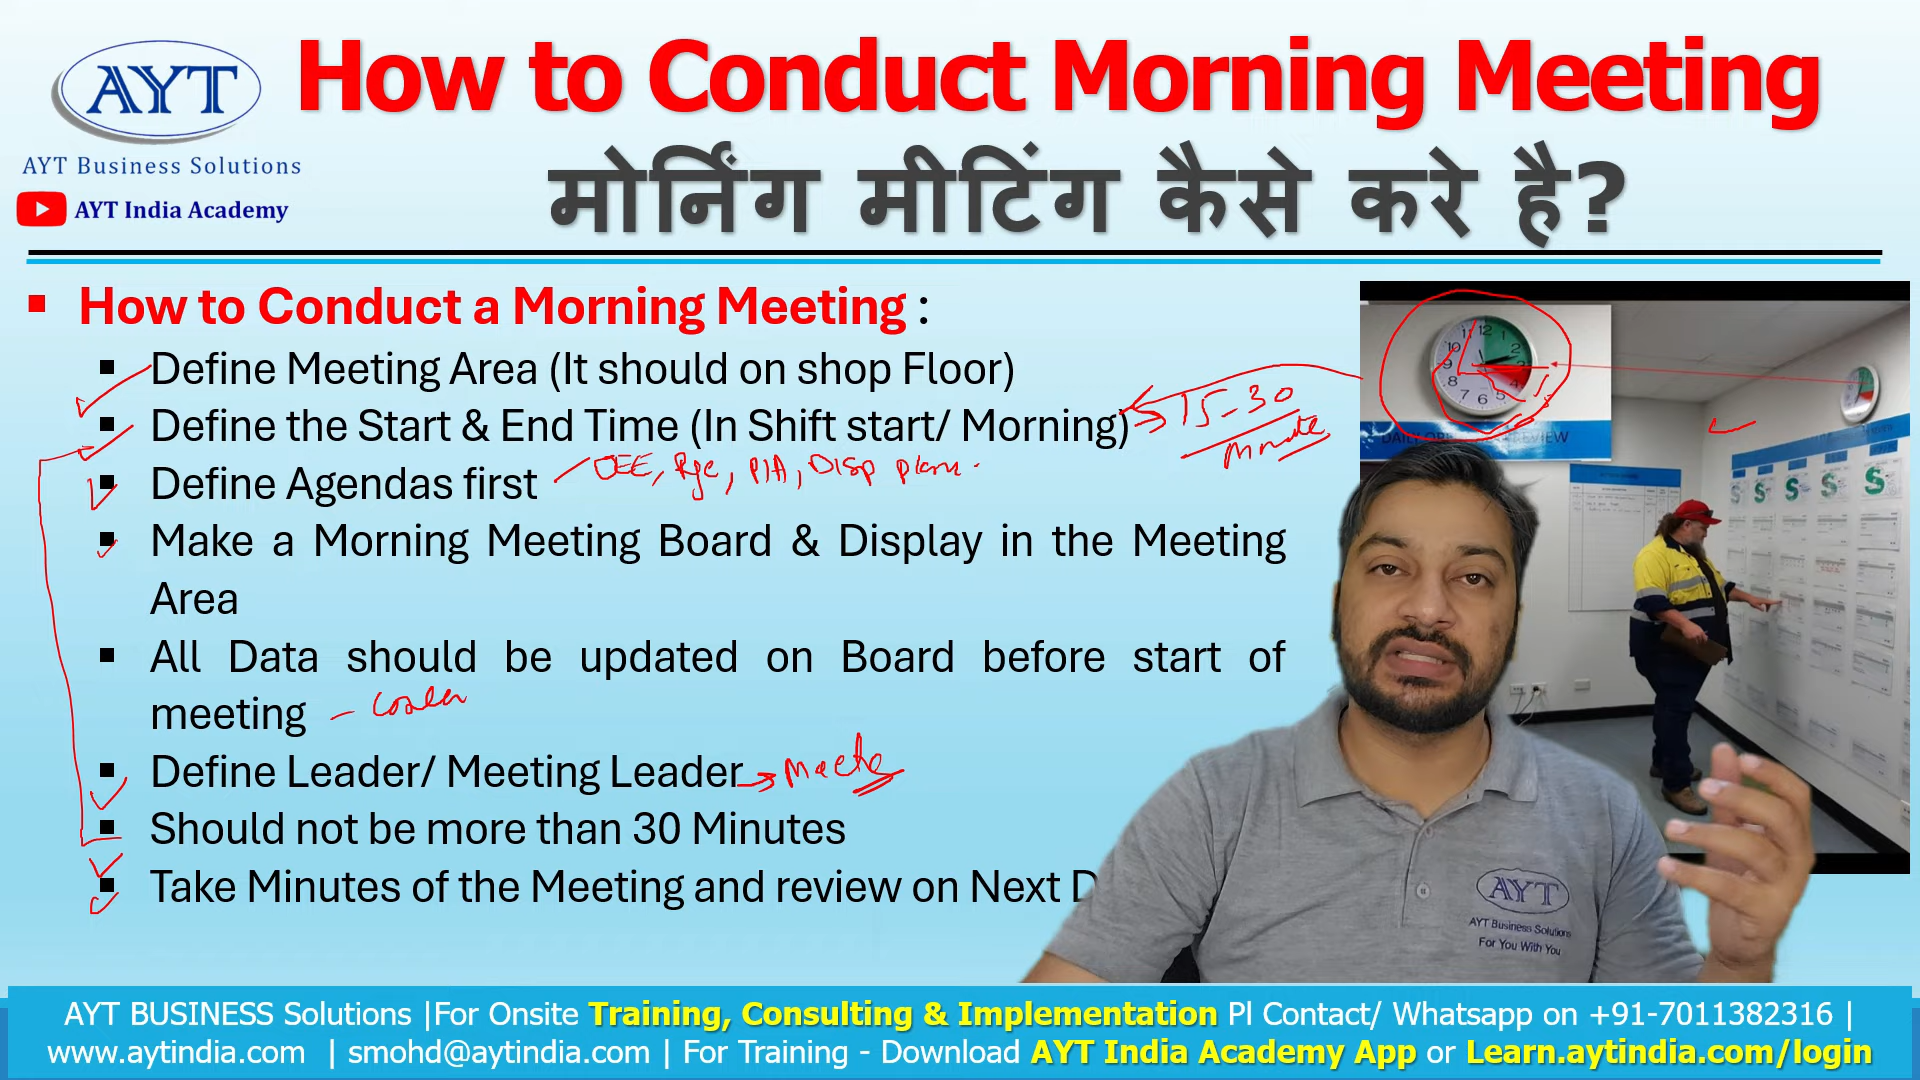 How to Conduct Morning Meeting
AYT
AYT Business Solutions
AYT India Academy
मोर्निंग मीटिंग कैसे करे है?
How to Conduct a Morning Meeting :
Define Meeting Area (It should on shop Floor)
Define the Start & End Time (In Shift start/ Morning)
15-30
Minute
Define Agendas first
OEE, Rje, PIA, Disp plan.
Make a Morning Meeting Board & Display in the Meeting
Area
All Data should be updated on Board before start of
meeting
Define Leader/ Meeting Leader
Should not be more than 30 Minutes
Take Minutes of the Meeting and review on Next D
AYT
AYT Business Solutions
For You With You
AYT BUSINESS Solutions |For Onsite Training, Consulting & Implementation Pl Contact/ Whatsapp on +91-7011382316 |
www.aytindia.com | smohd@aytindia.com | For Training - Download AYT India Academy App or Learn.aytindia.com/login